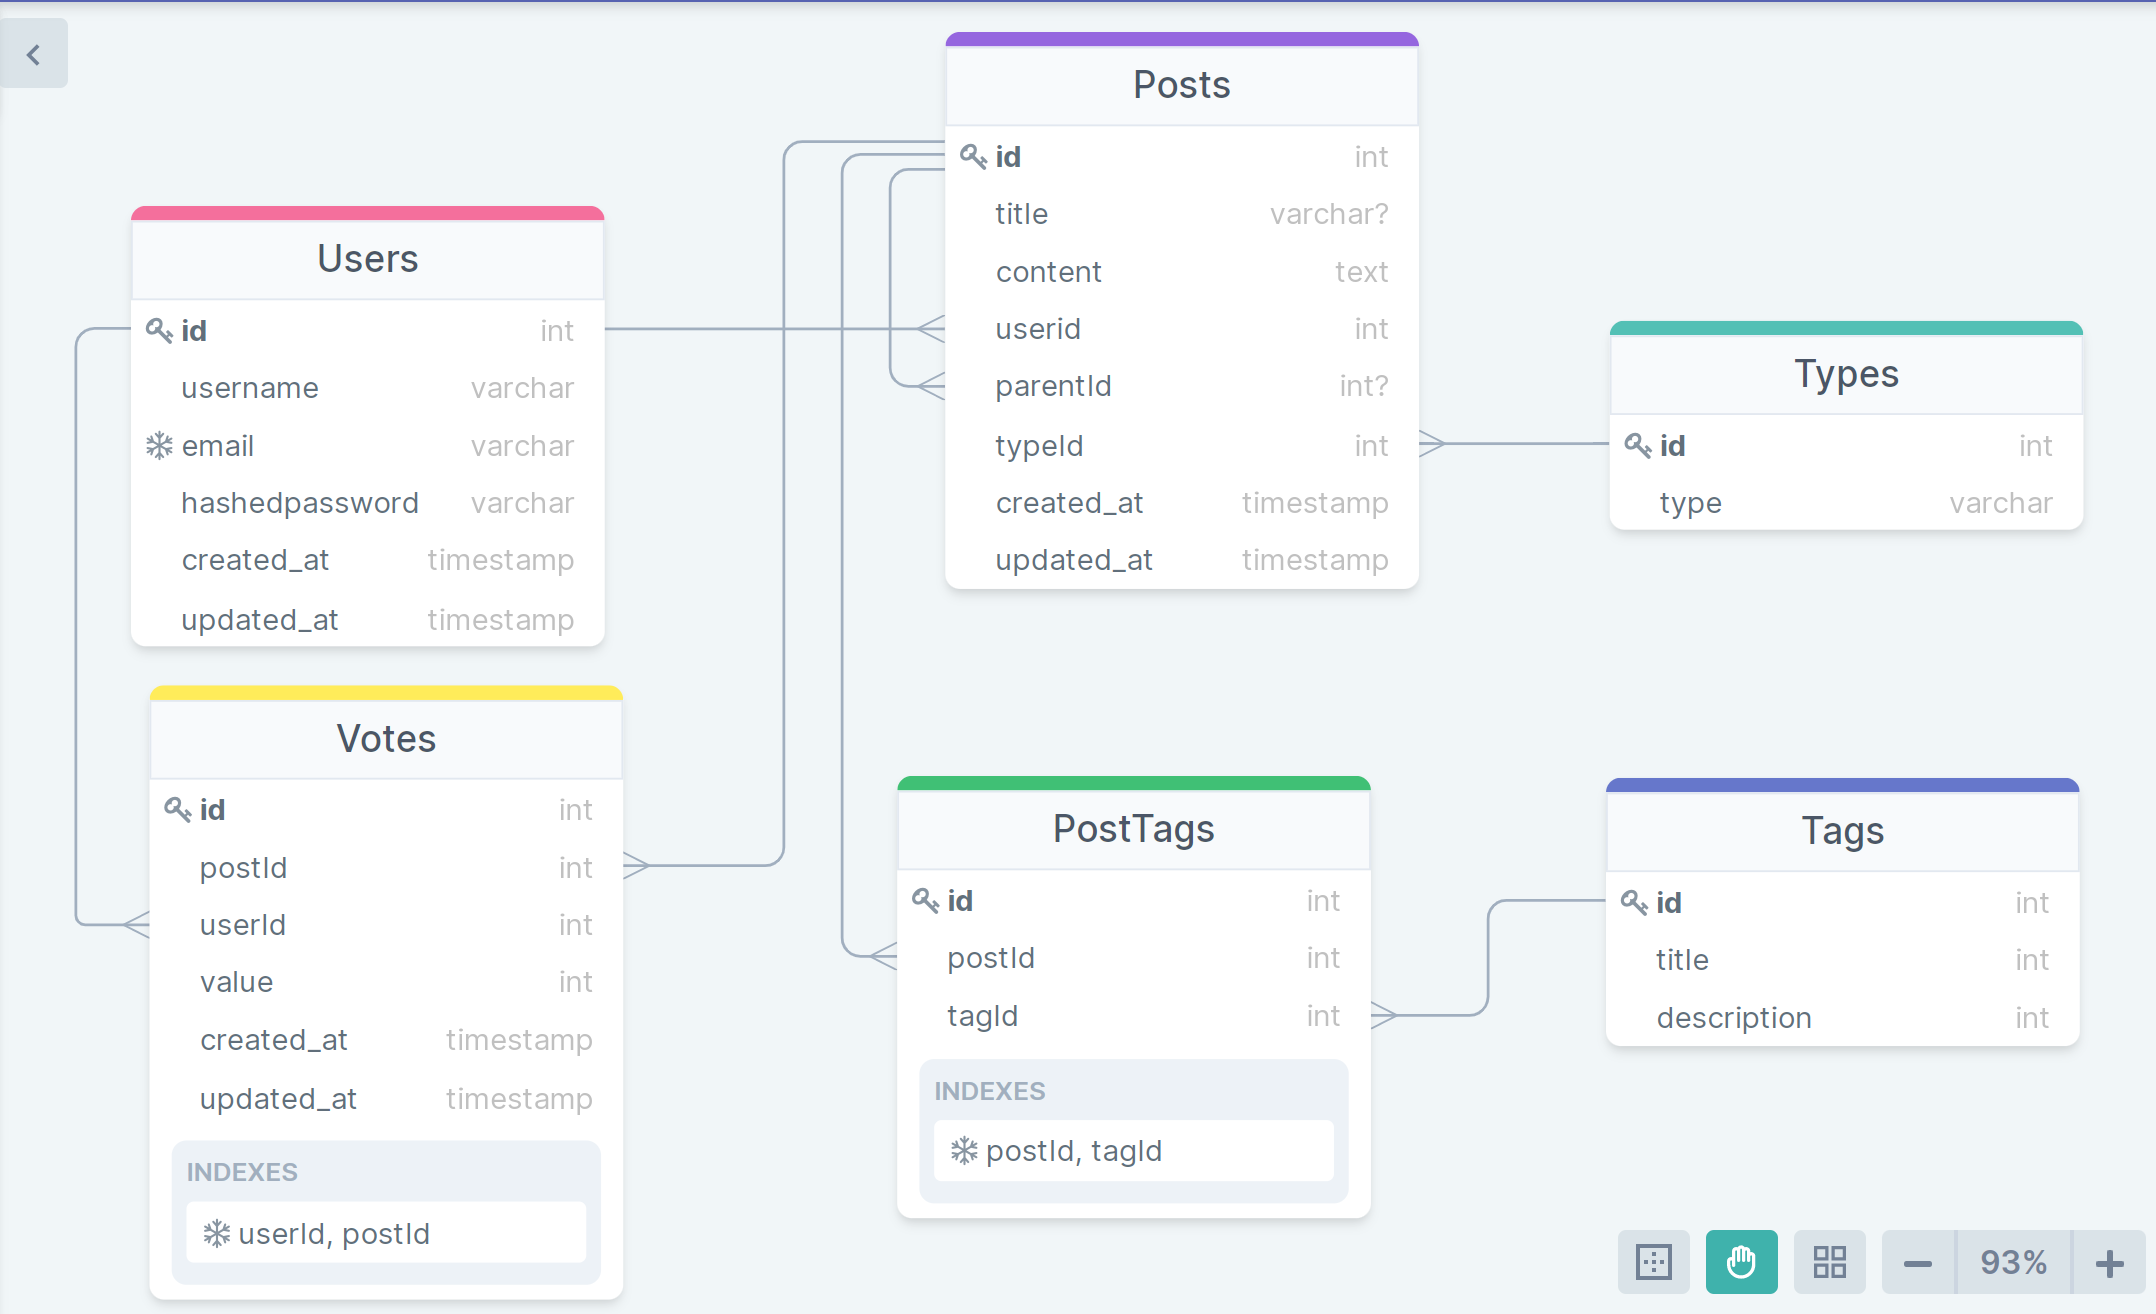 Posts
id int
title varchar?
content text
userid int
parentId int?
typeId int
created_at timestamp
updated_at timestamp
Users
id int
username varchar
email varchar
hashedpassword varchar
created_at timestamp
updated_at timestamp
Types
id int
type varchar
Votes
id int
postId int
userId int
value int
created_at timestamp
updated_at timestamp
INDEXES
userId, postId
PostTags
id int
postId int
tagId int
INDEXES
postId, tagId
Tags
id int
title int
description int
93%